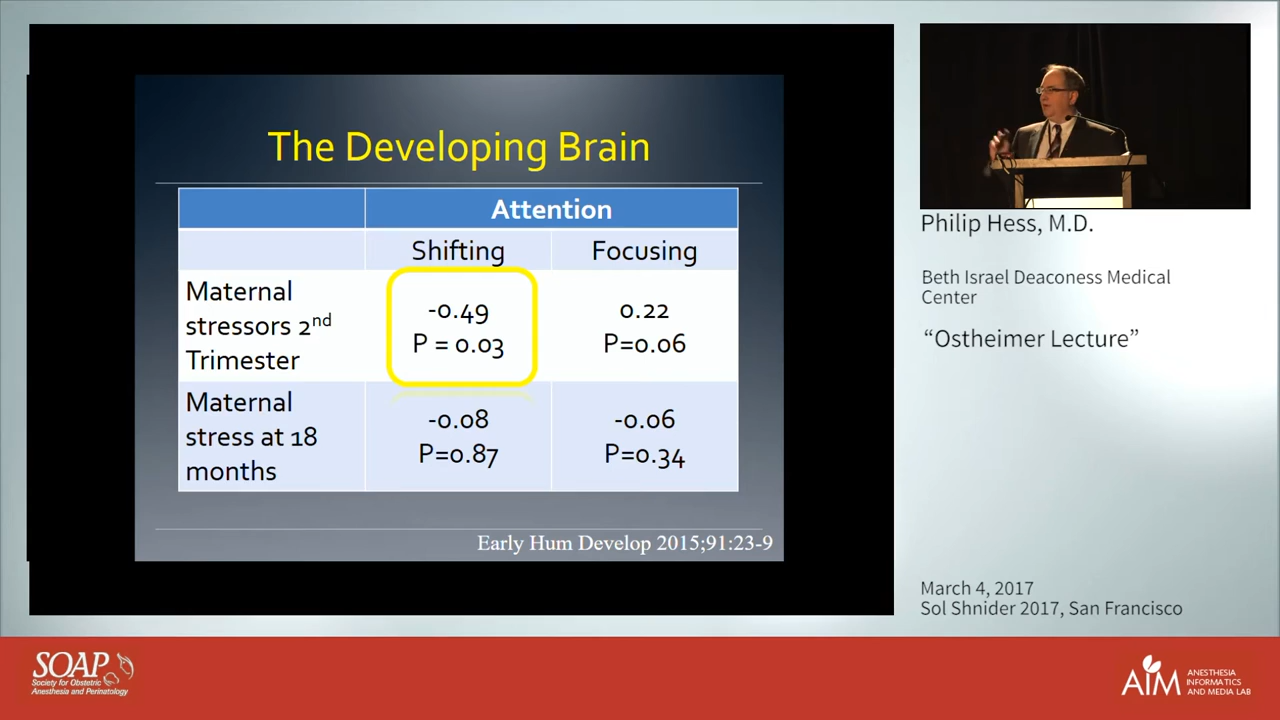 The Developing Brain
Attention
Shifting
Focusing
Maternal
stressors 2nd
Trimester
-0.49
P = 0.03
0.22
P=0.06
Maternal
stress at 18
months
-0.08
P=0.87
-0.06
P=0.34
Early Hum Develop 2015;91:23-9
Philip Hess, M.D.
Beth Israel Deaconess Medical
Center
“Ostheimer Lecture”
March 4, 2017
Sol Shnider 2017, San Francisco
SOAP
Society for Obstetric
Anesthesia and Perinatology
AIM
ANESTHESIA
INFORMATICS
AND MEDIA LAB